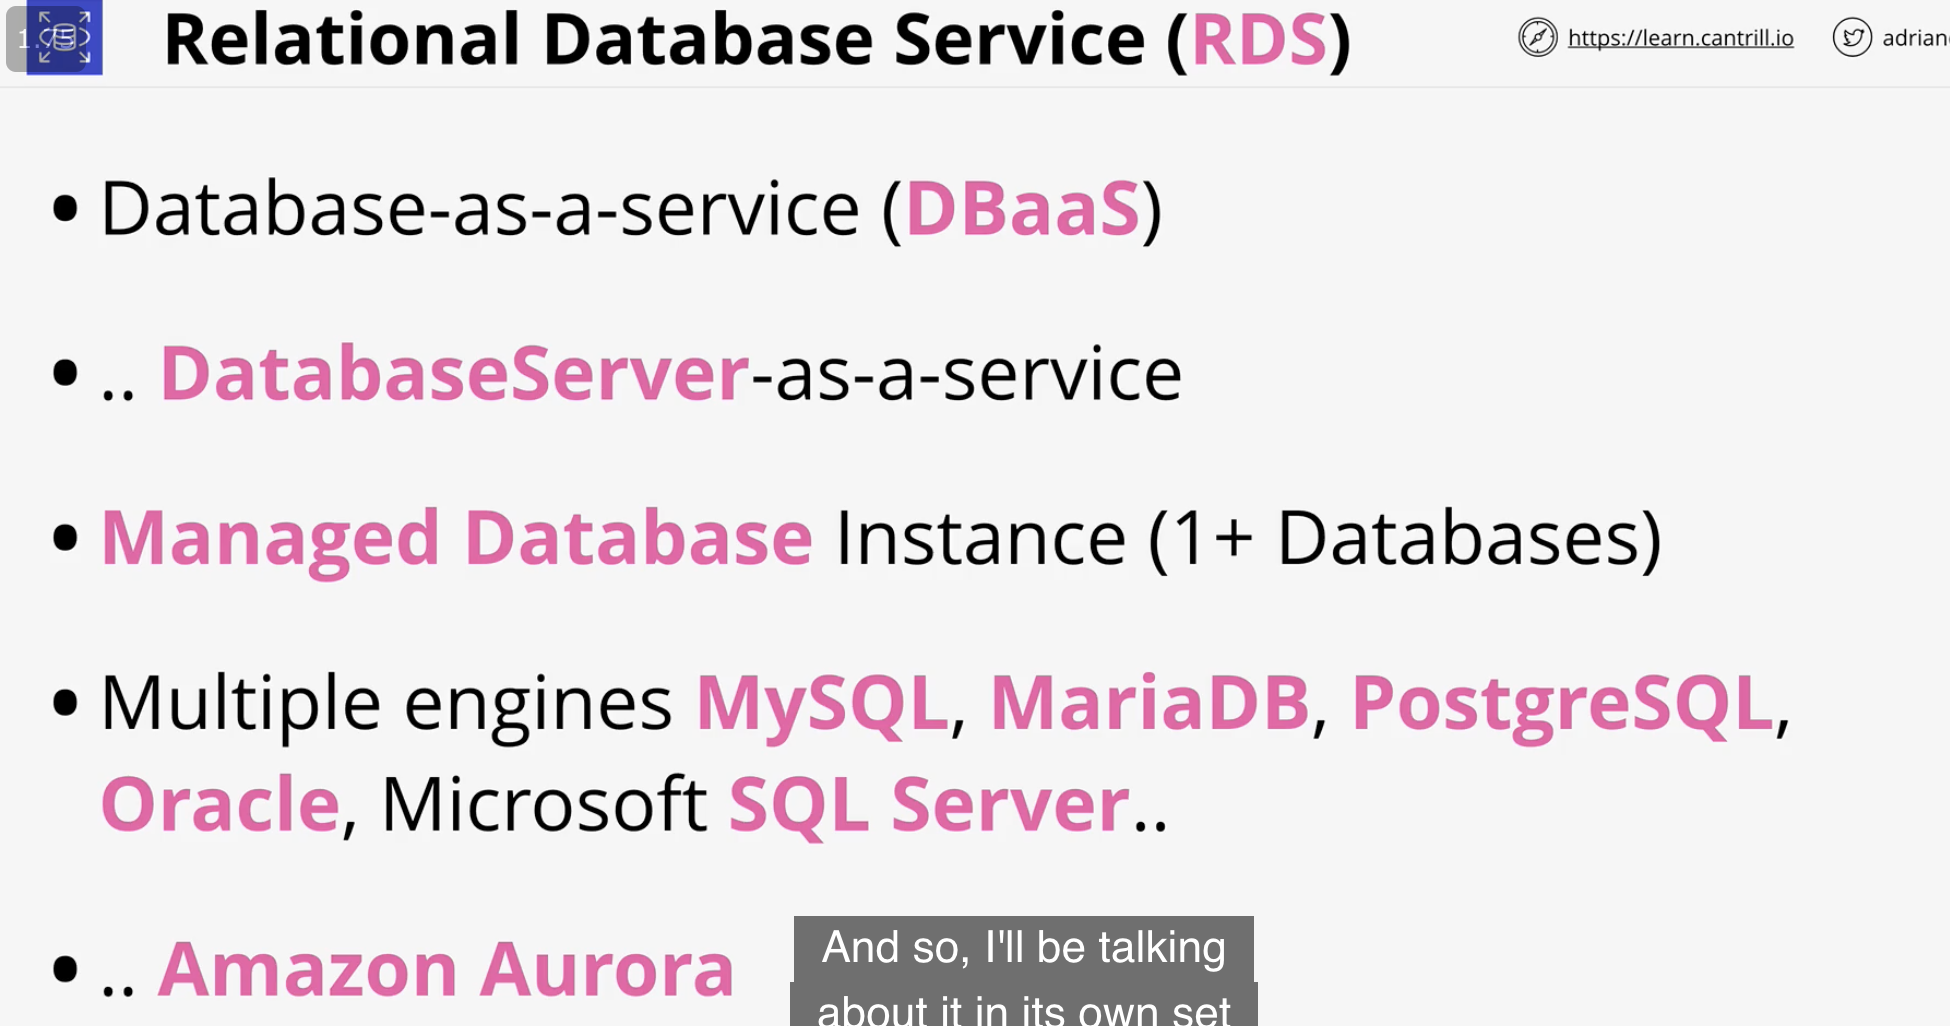 Relational Database Service (RDS)
https://learn.cantrill.io
adrian
• Database-as-a-service (DBaaS)
• .. DatabaseServer-as-a-service
• Managed Database Instance (1+ Databases)
• Multiple engines MySQL, MariaDB, PostgreSQL,
Oracle, Microsoft SQL Server..
• .. Amazon Aurora
And so, I'll be talking
about it in its own set